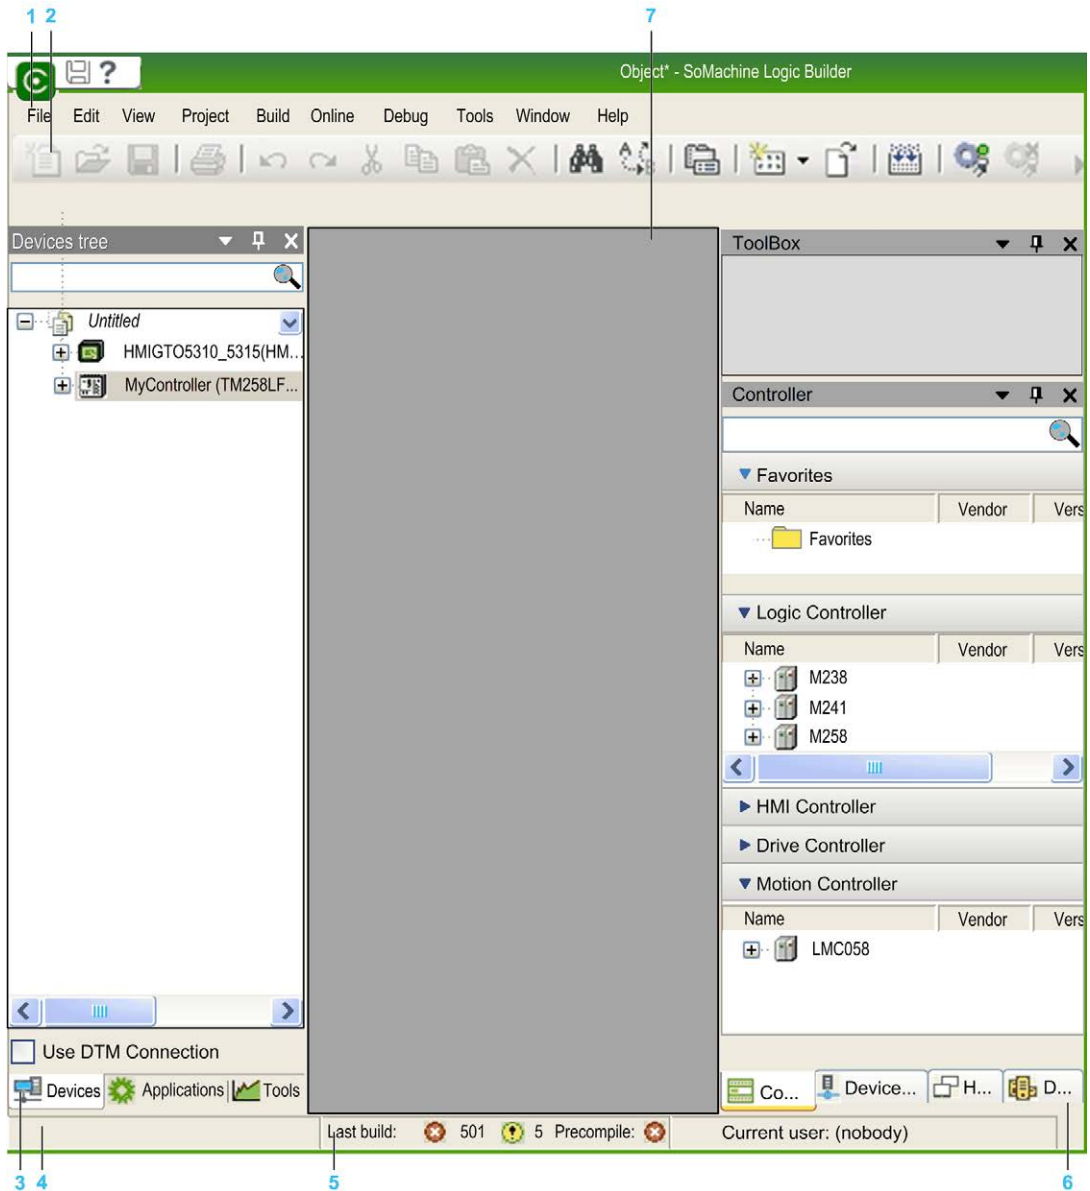 1 2 7
?
Object* - SoMachine Logic Builder
File Edit View Project Build Online Debug Tools Window Help
Devices tree
ToolBox
Untitled
HMIGTO5310_5315(HM...
MyController (TM258LF...
Controller
Favorites
Name Vendor Vers
Favorites
Logic Controller
Name Vendor Vers
M238
M241
M258
HMI Controller
Drive Controller
Motion Controller
Name Vendor Vers
LMC058
Use DTM Connection
Devices Applications Tools
Co... Device... H... D...
Last build: 501 5 Precompile: Current user: (nobody)
3 4 5 6